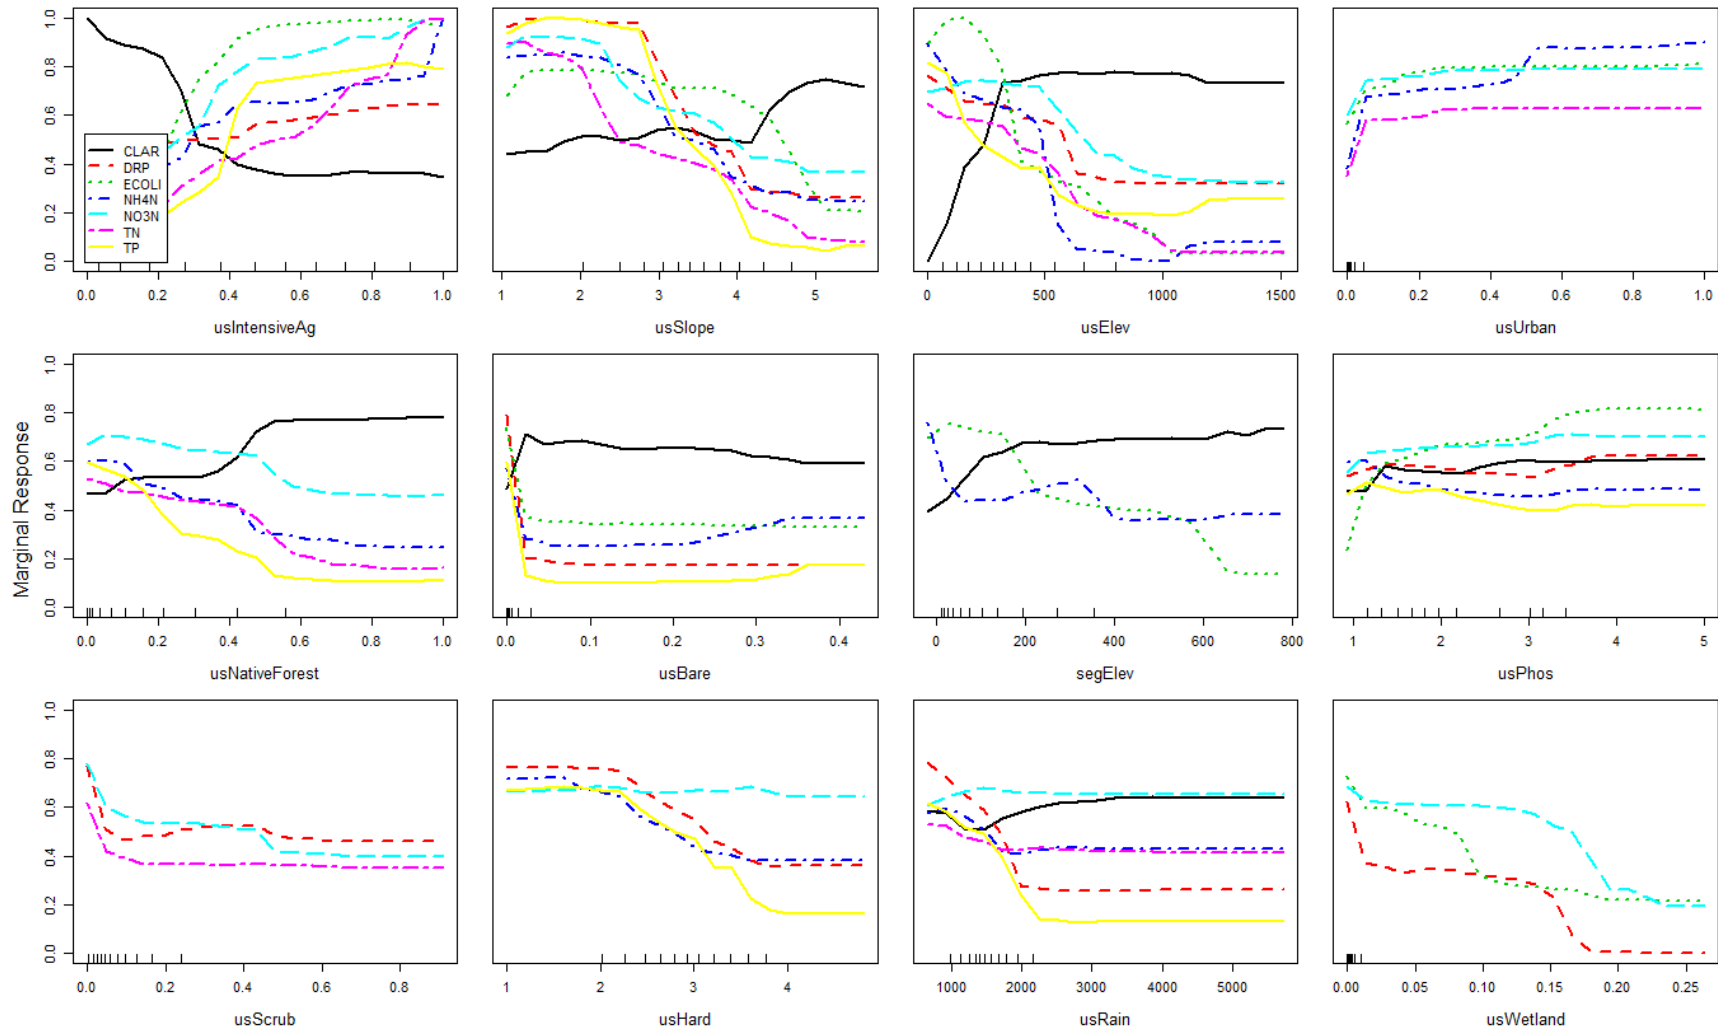 1.0
0.8
0.6
0.4
0.2
0.0
CLAR
DRP
ECOLI
NH4N
NO3N
TN
TP
0.0 0.2 0.4 0.6 0.8 1.0
usIntensiveAg
1 2 3 4 5
usSlope
0 500 1000 1500
usElev
0.0 0.2 0.4 0.6 0.8 1.0
usUrban
Marginal Response
1.0
0.8
0.6
0.4
0.2
0.0
0.0 0.2 0.4 0.6 0.8 1.0
usNativeForest
0.0 0.1 0.2 0.3 0.4
usBare
0 200 400 600 800
segElev
1 2 3 4 5
usPhos
1.0
0.8
0.6
0.4
0.2
0.0
0.0 0.2 0.4 0.6 0.8
usScrub
1 2 3 4
usHard
1000 2000 3000 4000 5000
usRain
0.00 0.05 0.10 0.15 0.20 0.25
usWetland